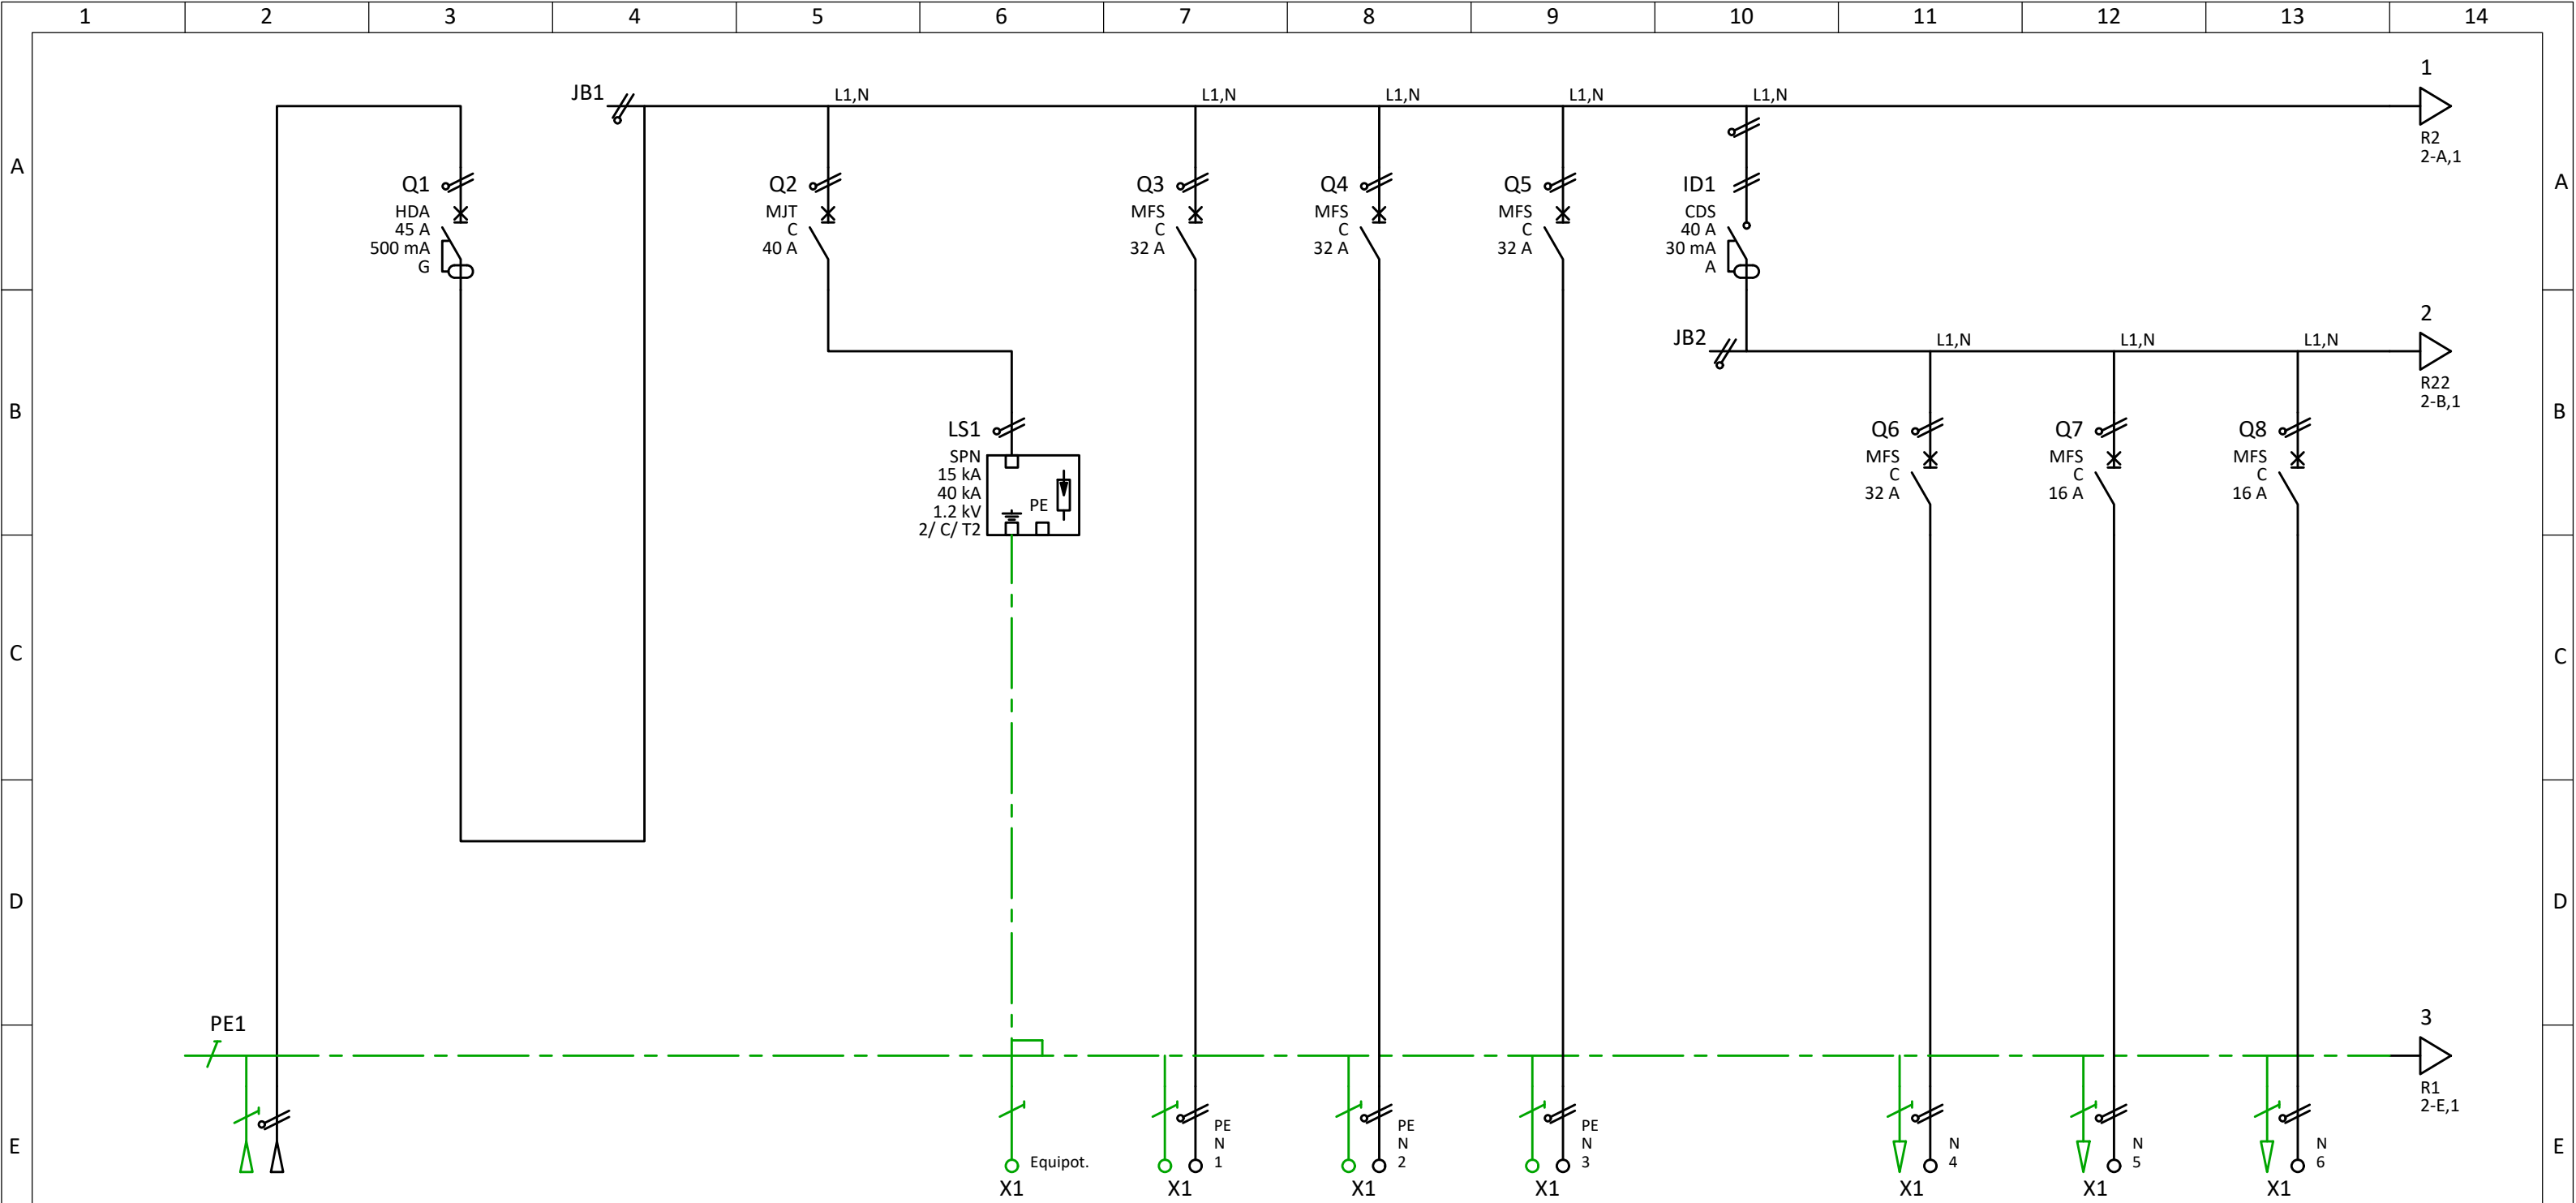 1 2 3 4 5 6 7 8 9 10 11 12 13 14
A
B
C
D
E
A
B
C
D
E
JB1
L1,N
L1,N
L1,N
L1,N
L1,N
1
R2
2-A,1
Q1
HDA
45 A
500 mA
G
Q2
MJT
C
40 A
Q3
MFS
C
32 A
Q4
MFS
C
32 A
Q5
MFS
C
32 A
ID1
CDS
40 A
30 mA
A
JB2
L1,N
L1,N
L1,N
2
R22
2-B,1
LS1
SPN
15 kA
40 kA
1.2 kV
2/ C/ T2
PE
Q6
MFS
C
32 A
Q7
MFS
C
16 A
Q8
MFS
C
16 A
PE1
3
R1
2-E,1
Equipot.
X1
PE
N
1
X1
PE
N
2
X1
PE
N
3
X1
N
4
X1
N
5
X1
N
6
X1